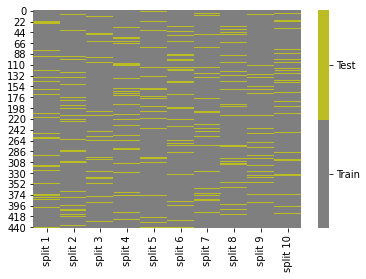 0
22
44
66
88
110
132
154
176
198
220
242
264
286
308
330
352
374
396
418
440
split 1
split 2
split 3
split 4
split 5
split 6
split 7
split 8
split 9
split 10
Test
Train